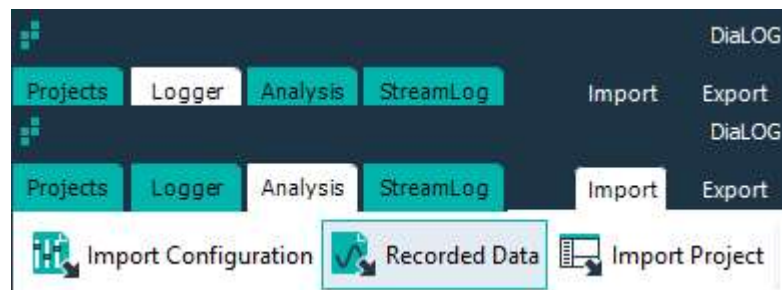 DiaLOG
Projects Logger Analysis StreamLog Import Export
DiaLOG
Projects Logger Analysis StreamLog Import Export
Import Configuration Recorded Data Import Project